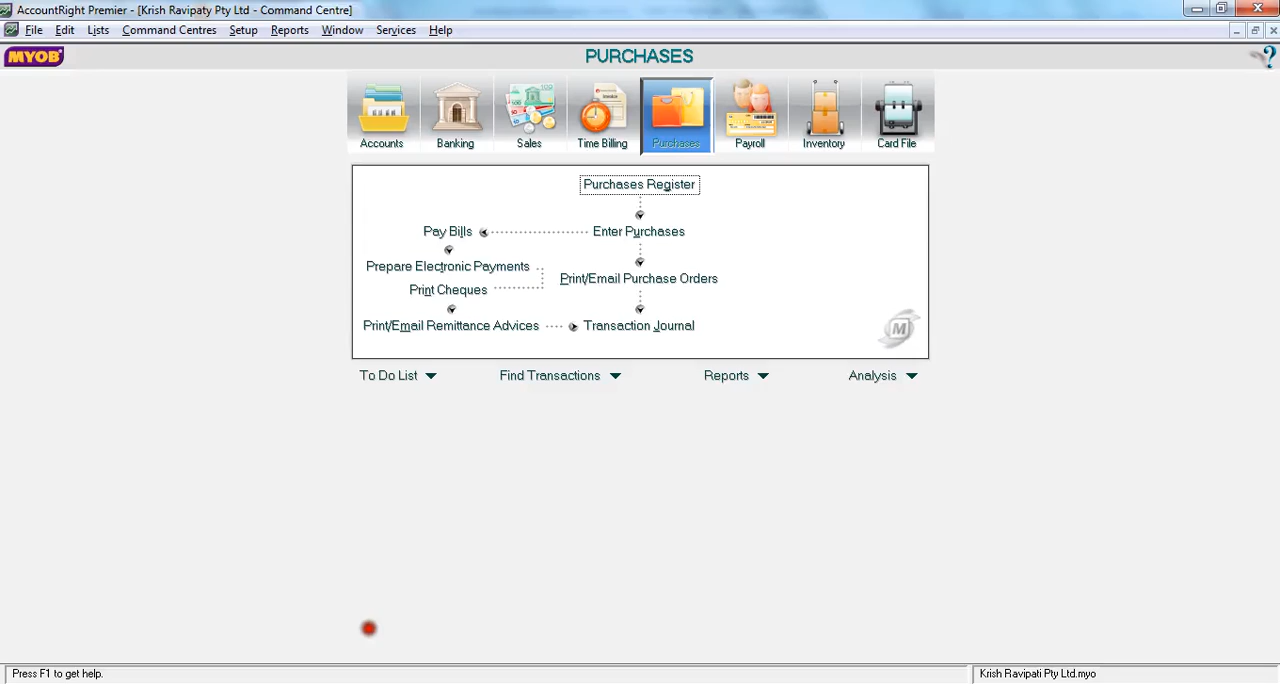 AccountRight Premier - [Krish Ravipaty Pty Ltd - Command Centre]
File Edit Lists Command Centres Setup Reports Window Services Help
MYOB PURCHASES
Accounts Banking Sales Time Billing Purchases Payroll Inventory Card File
Purchases Register
Pay Bills Enter Purchases
Prepare Electronic Payments
Print/Email Purchase Orders
Print Cheques
Print/Email Remittance Advices Transaction Journal
M
To Do List Find Transactions Reports Analysis
Press F1 to get help. Krish Ravipati Pty Ltd.myo